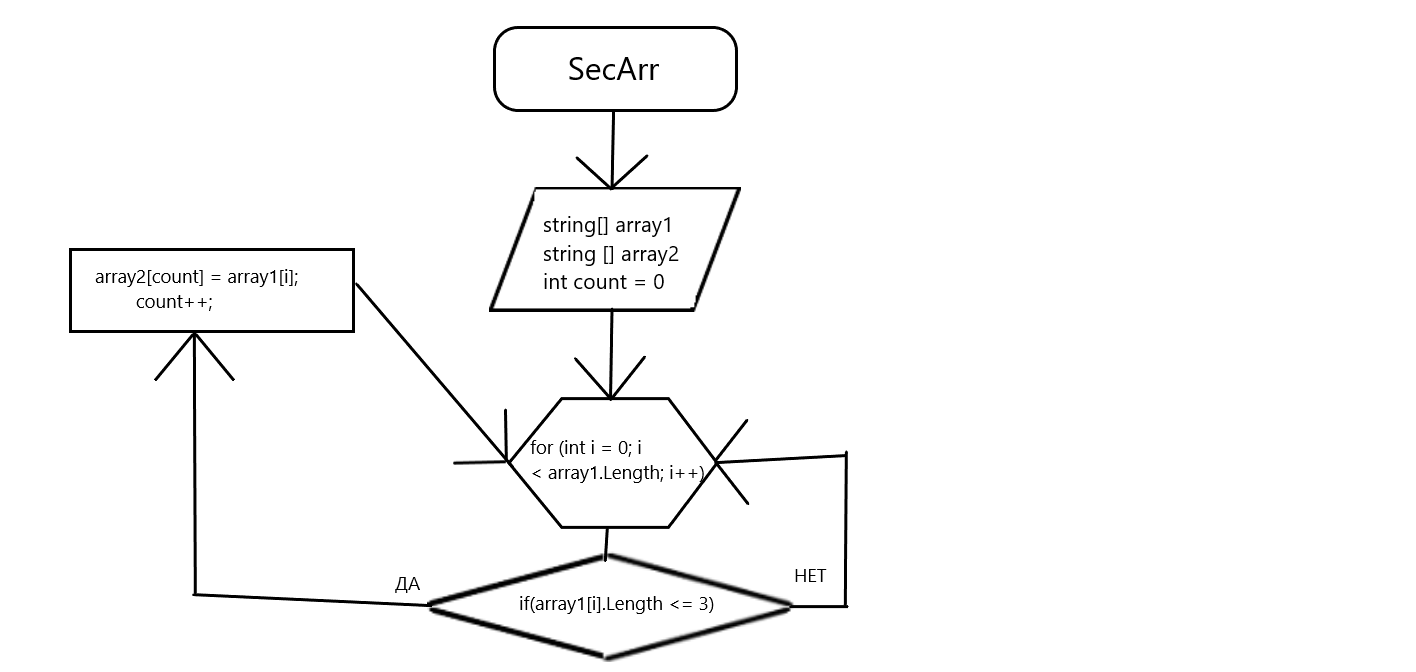 SecArr
string[] array1
string [] array2
int count = 0
array2[count] = array1[i];
count++;
for (int i = 0; i
< array1.Length; i++)
ДА
НЕТ
if(array1[i].Length <= 3)